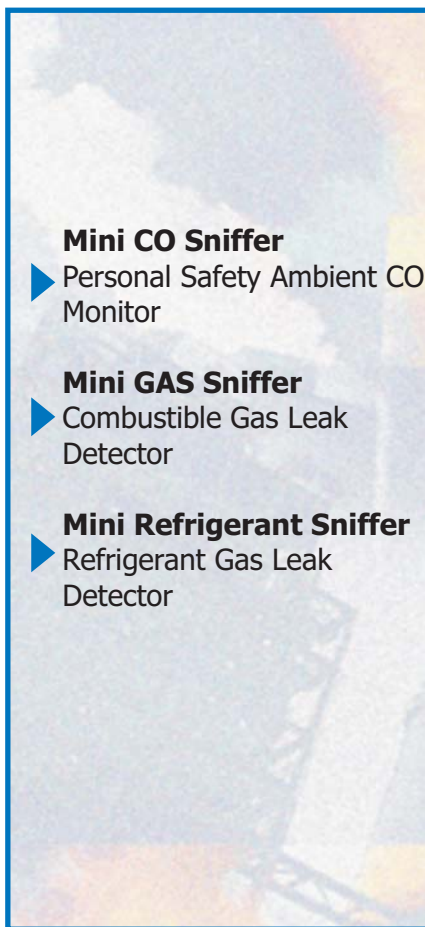 Mini CO Sniffer
Personal Safety Ambient CO
Monitor
Mini GAS Sniffer
Combustible Gas Leak
Detector
Mini Refrigerant Sniffer
Refrigerant Gas Leak
Detector